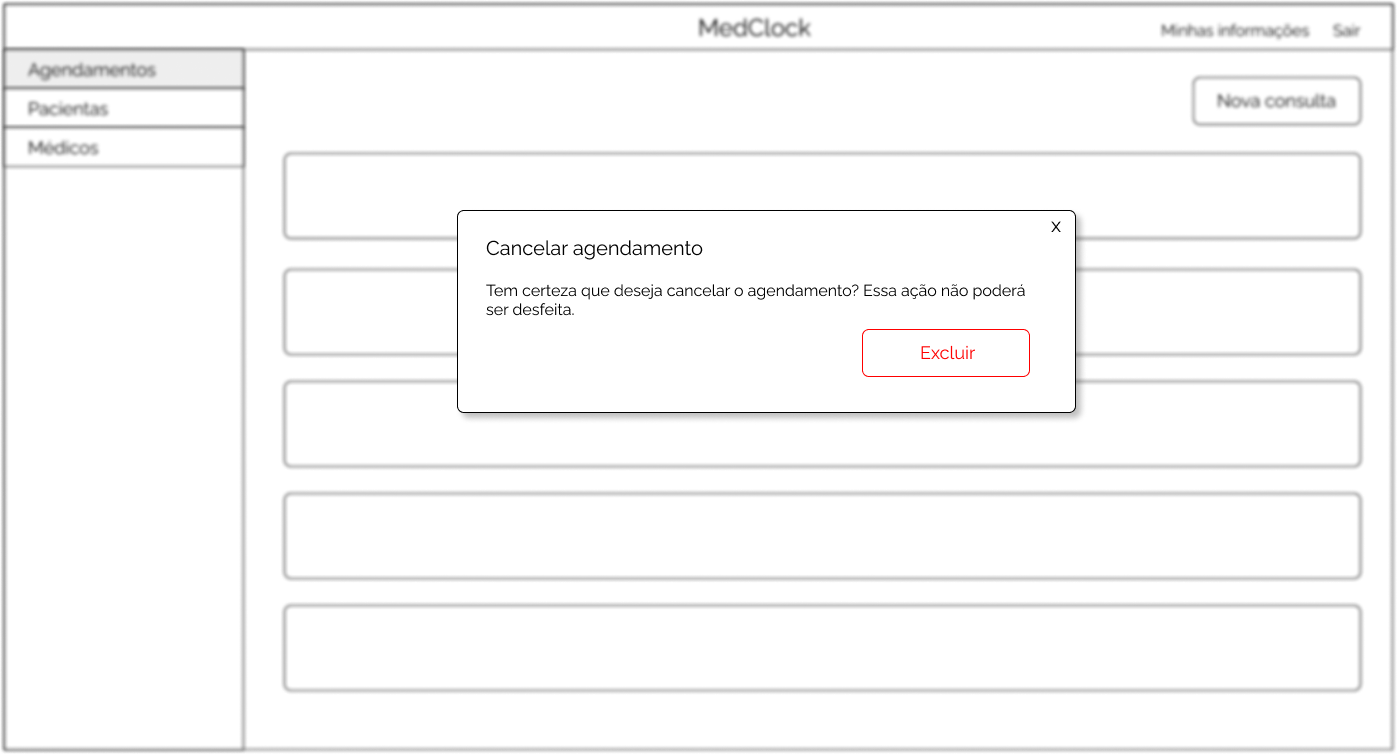 MedClock
Minhas informações
Sair
Agendamentos
Pacientas
Médicos
Nova consulta
X
Cancelar agendamento
Tem certeza que deseja cancelar o agendamento? Essa ação não poderá
ser desfeita.
Excluir